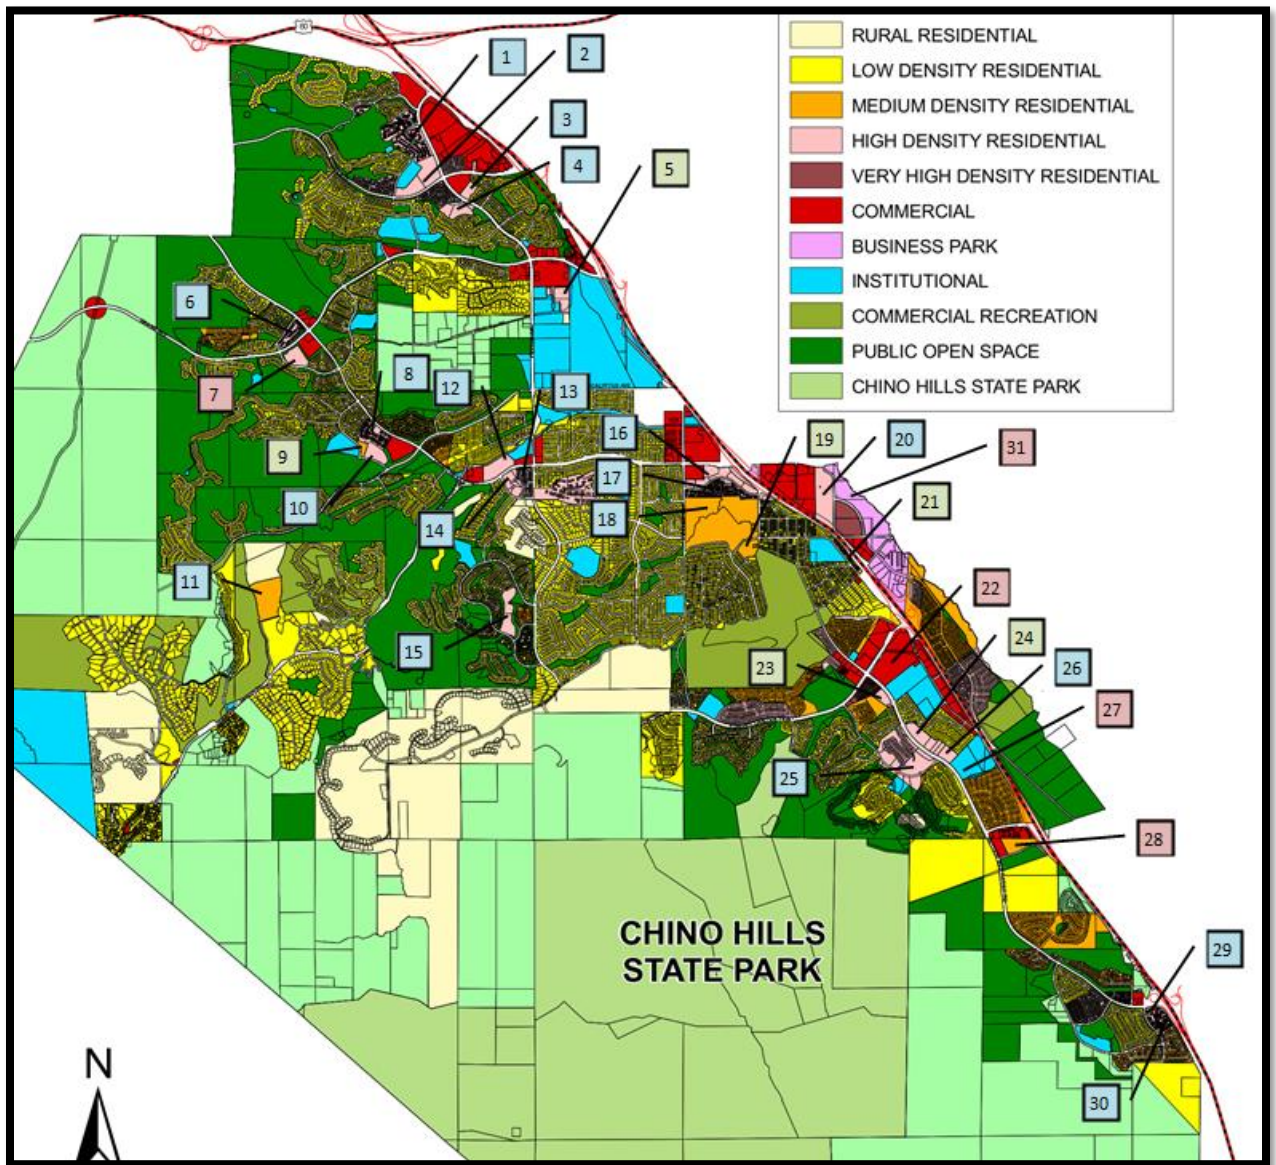 60
RURAL RESIDENTIAL
LOW DENSITY RESIDENTIAL
MEDIUM DENSITY RESIDENTIAL
HIGH DENSITY RESIDENTIAL
VERY HIGH DENSITY RESIDENTIAL
COMMERCIAL
BUSINESS PARK
INSTITUTIONAL
COMMERCIAL RECREATION
PUBLIC OPEN SPACE
CHINO HILLS STATE PARK
1
2
3
4
5
6
7
8
12
13
9
10
16
17
18
14
19
20
31
21
11
15
22
23
24
26
27
25
28
29
30
CHINO HILLS
STATE PARK
N